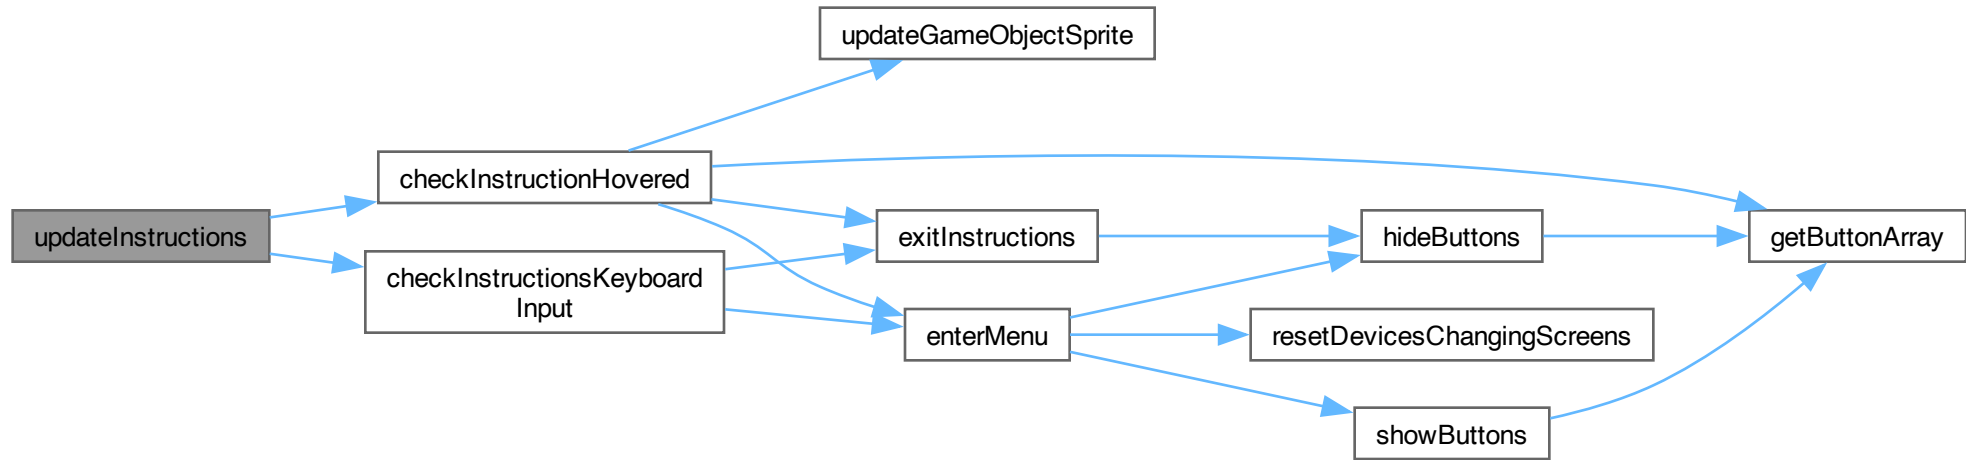 updateGameObjectSprite
checkInstructionHovered
updateInstructions
exitInstructions
hideButtons
getButtonArray
checkInstructionsKeyboard
Input
enterMenu
resetDevicesChangingScreens
showButtons